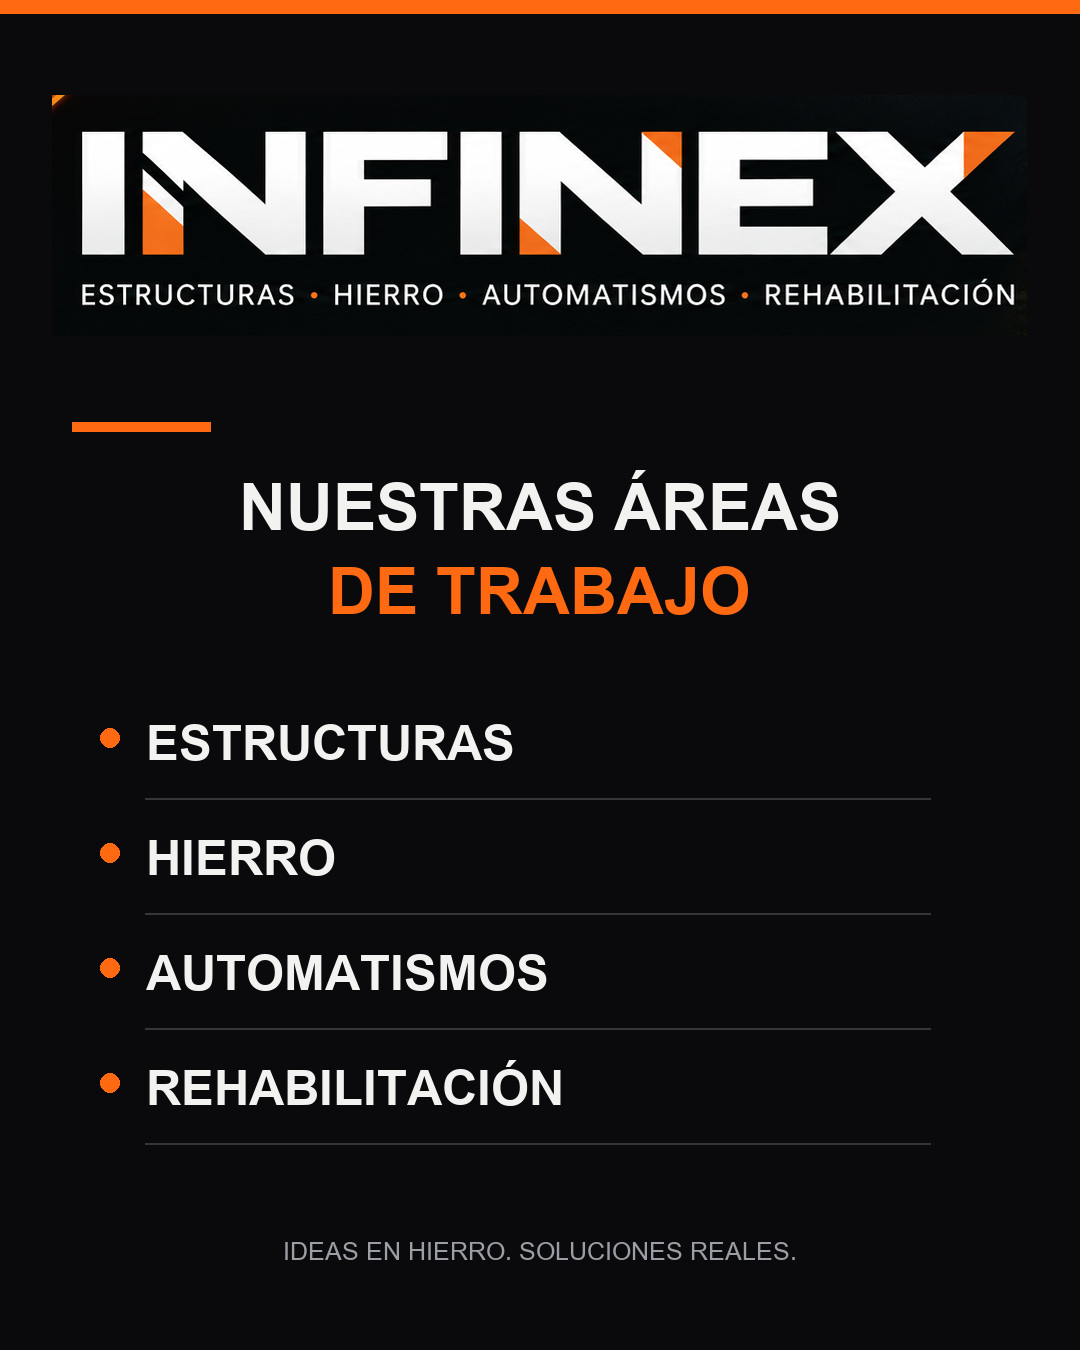 INFINEX
ESTRUCTURAS • HIERRO • AUTOMATISMOS • REHABILITACIÓN
NUESTRAS ÁREAS
DE TRABAJO
• ESTRUCTURAS
• HIERRO
• AUTOMATISMOS
• REHABILITACIÓN
IDEAS EN HIERRO. SOLUCIONES REALES.